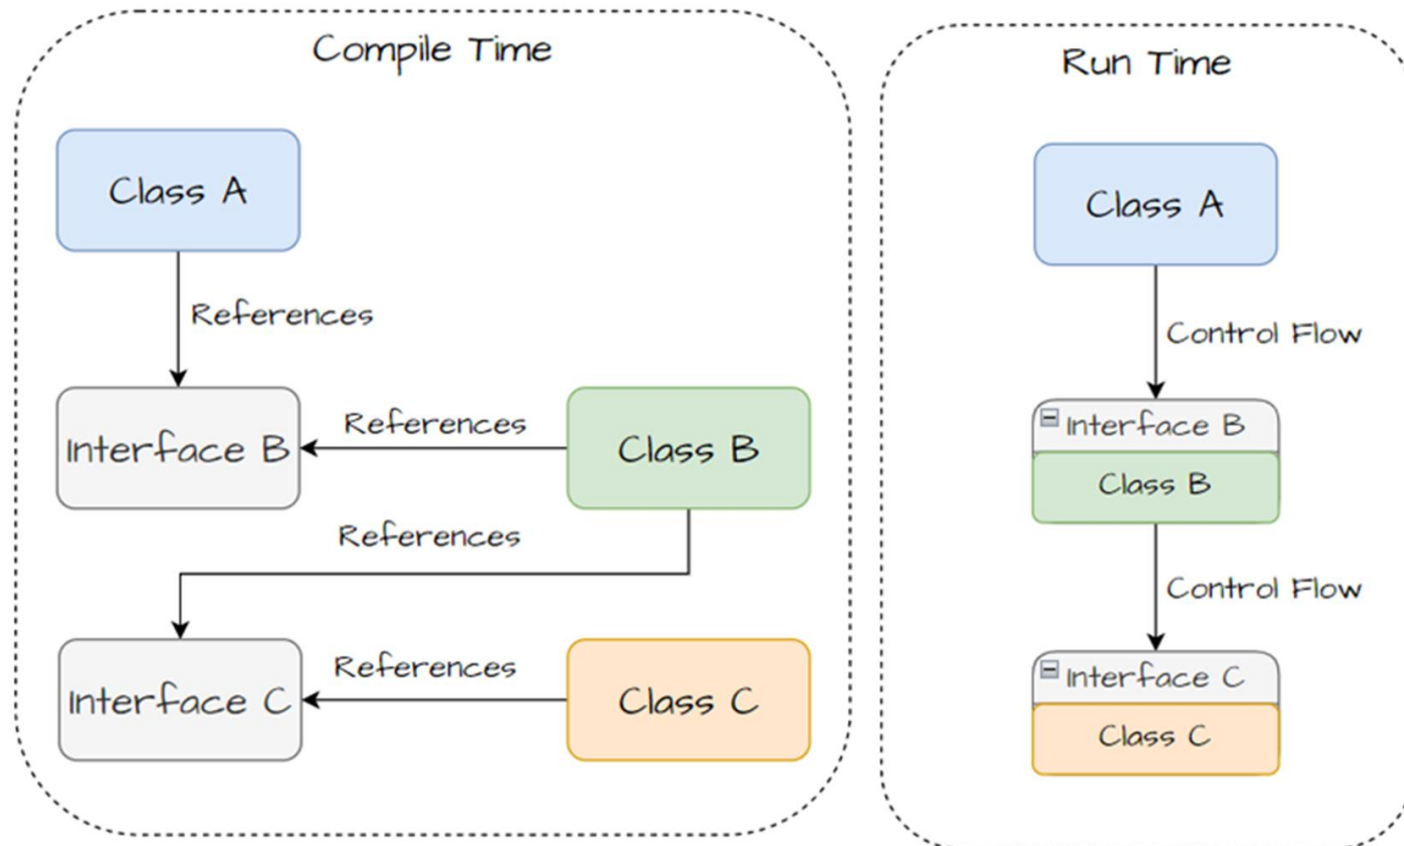 Compile Time
Class A
References
Interface B
References
Class B
References
Interface C
References
Class C
Run Time
Class A
Control Flow
Interface B
Class B
Control Flow
Interface C
Class C